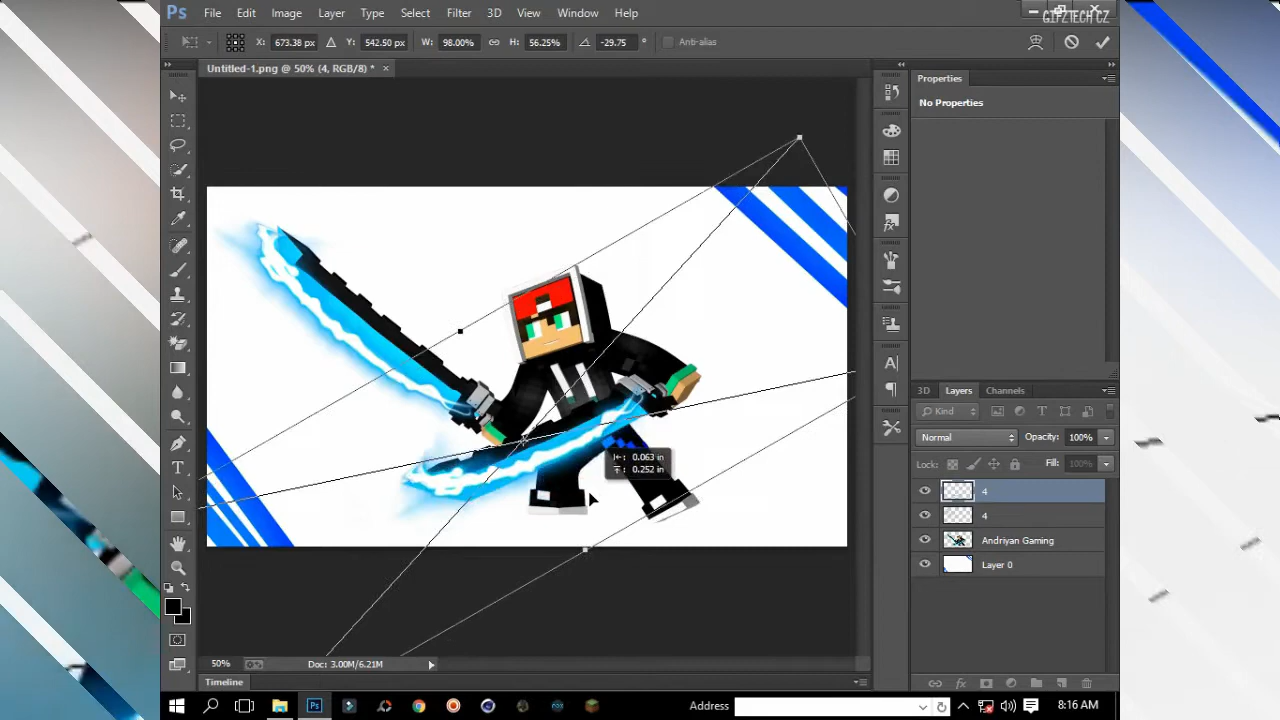 Ps File Edit Image Layer Type Select Filter 3D View Window Help
GIFZTECH CZ
X: 673.38 px Y: 542.50 px W: 98.00% H: 56.25% -29.75 ° Anti-alias
Untitled-1.png @ 50% (4, RGB/8) * ×
Properties
No Properties
0.063 in
0.252 in
3D Layers Channels
Kind
Normal Opacity: 100%
Lock: Fill: 100%
4
4
Andriyan Gaming
Layer 0
50% Doc: 3.00M/6.21M
Timeline
Address 8:16 AM